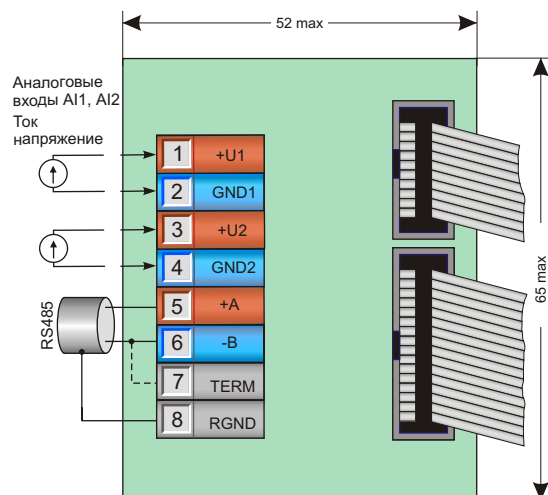 52 max
Аналоговые
входы AI1, AI2
Ток
напряжение
1 +U1
2 GND1
3 +U2
4 GND2
5 +A
6 -B
7 TERM
8 RGND
RS485
65 max